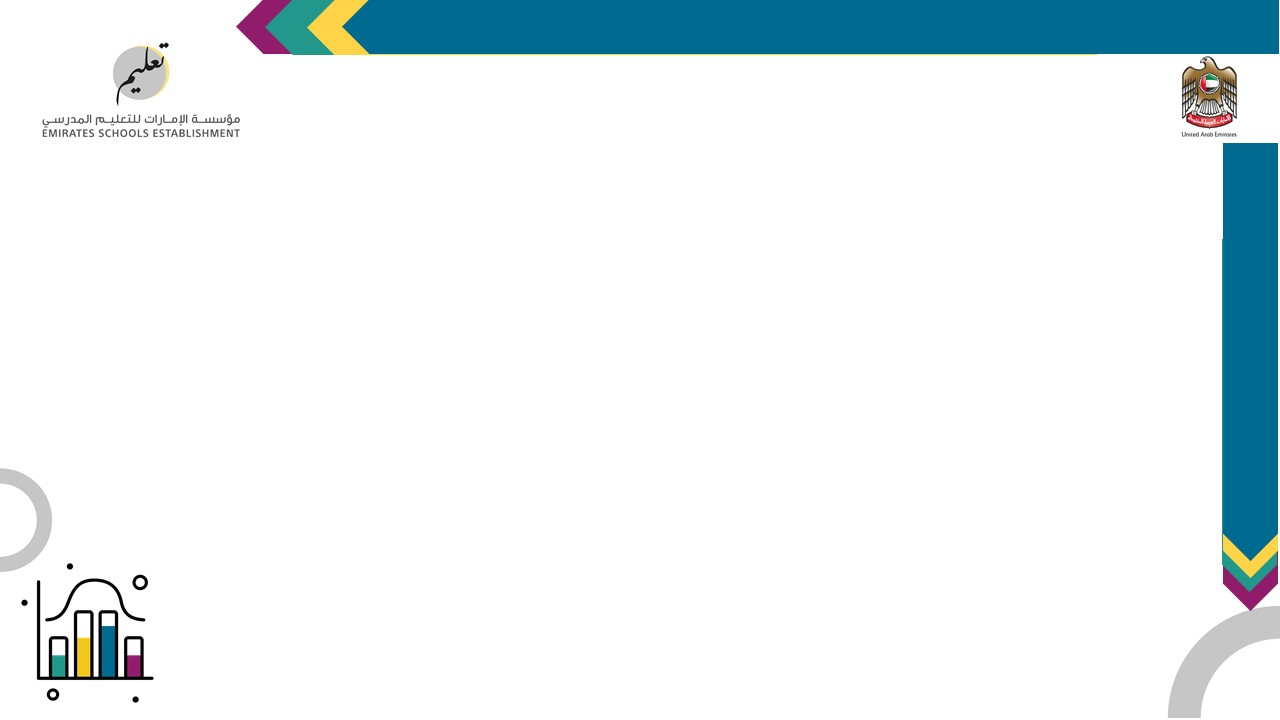 تعليم
مؤسسة الإمارات للتعليم المدرسي
EMIRATES SCHOOLS ESTABLISHMENT
United Arab Emirates